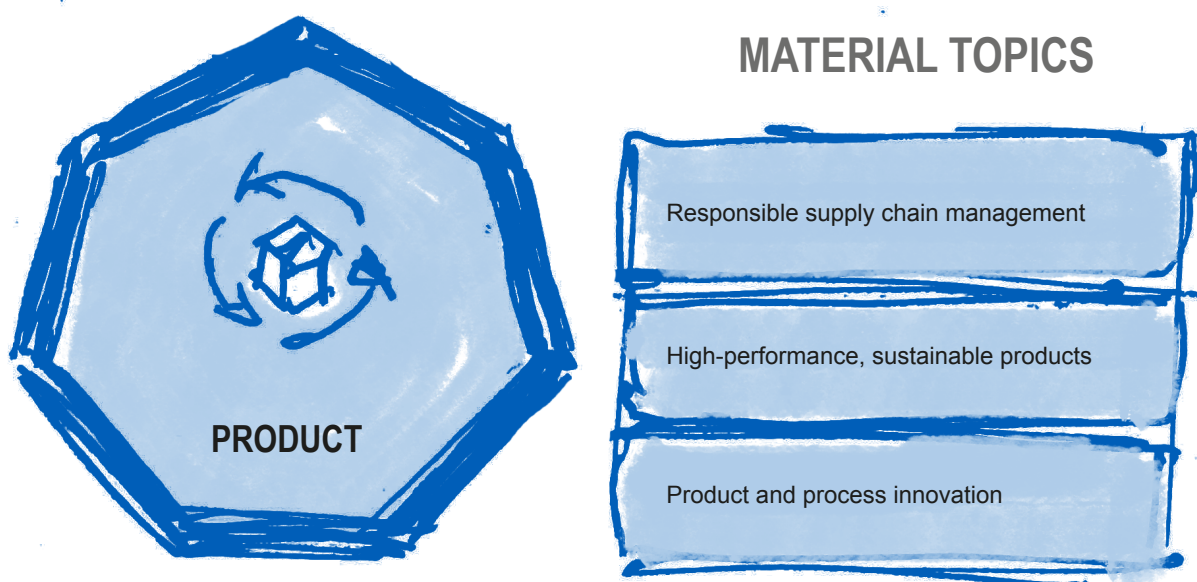 MATERIAL TOPICS
Responsible supply chain management
High-performance, sustainable products
PRODUCT
Product and process innovation